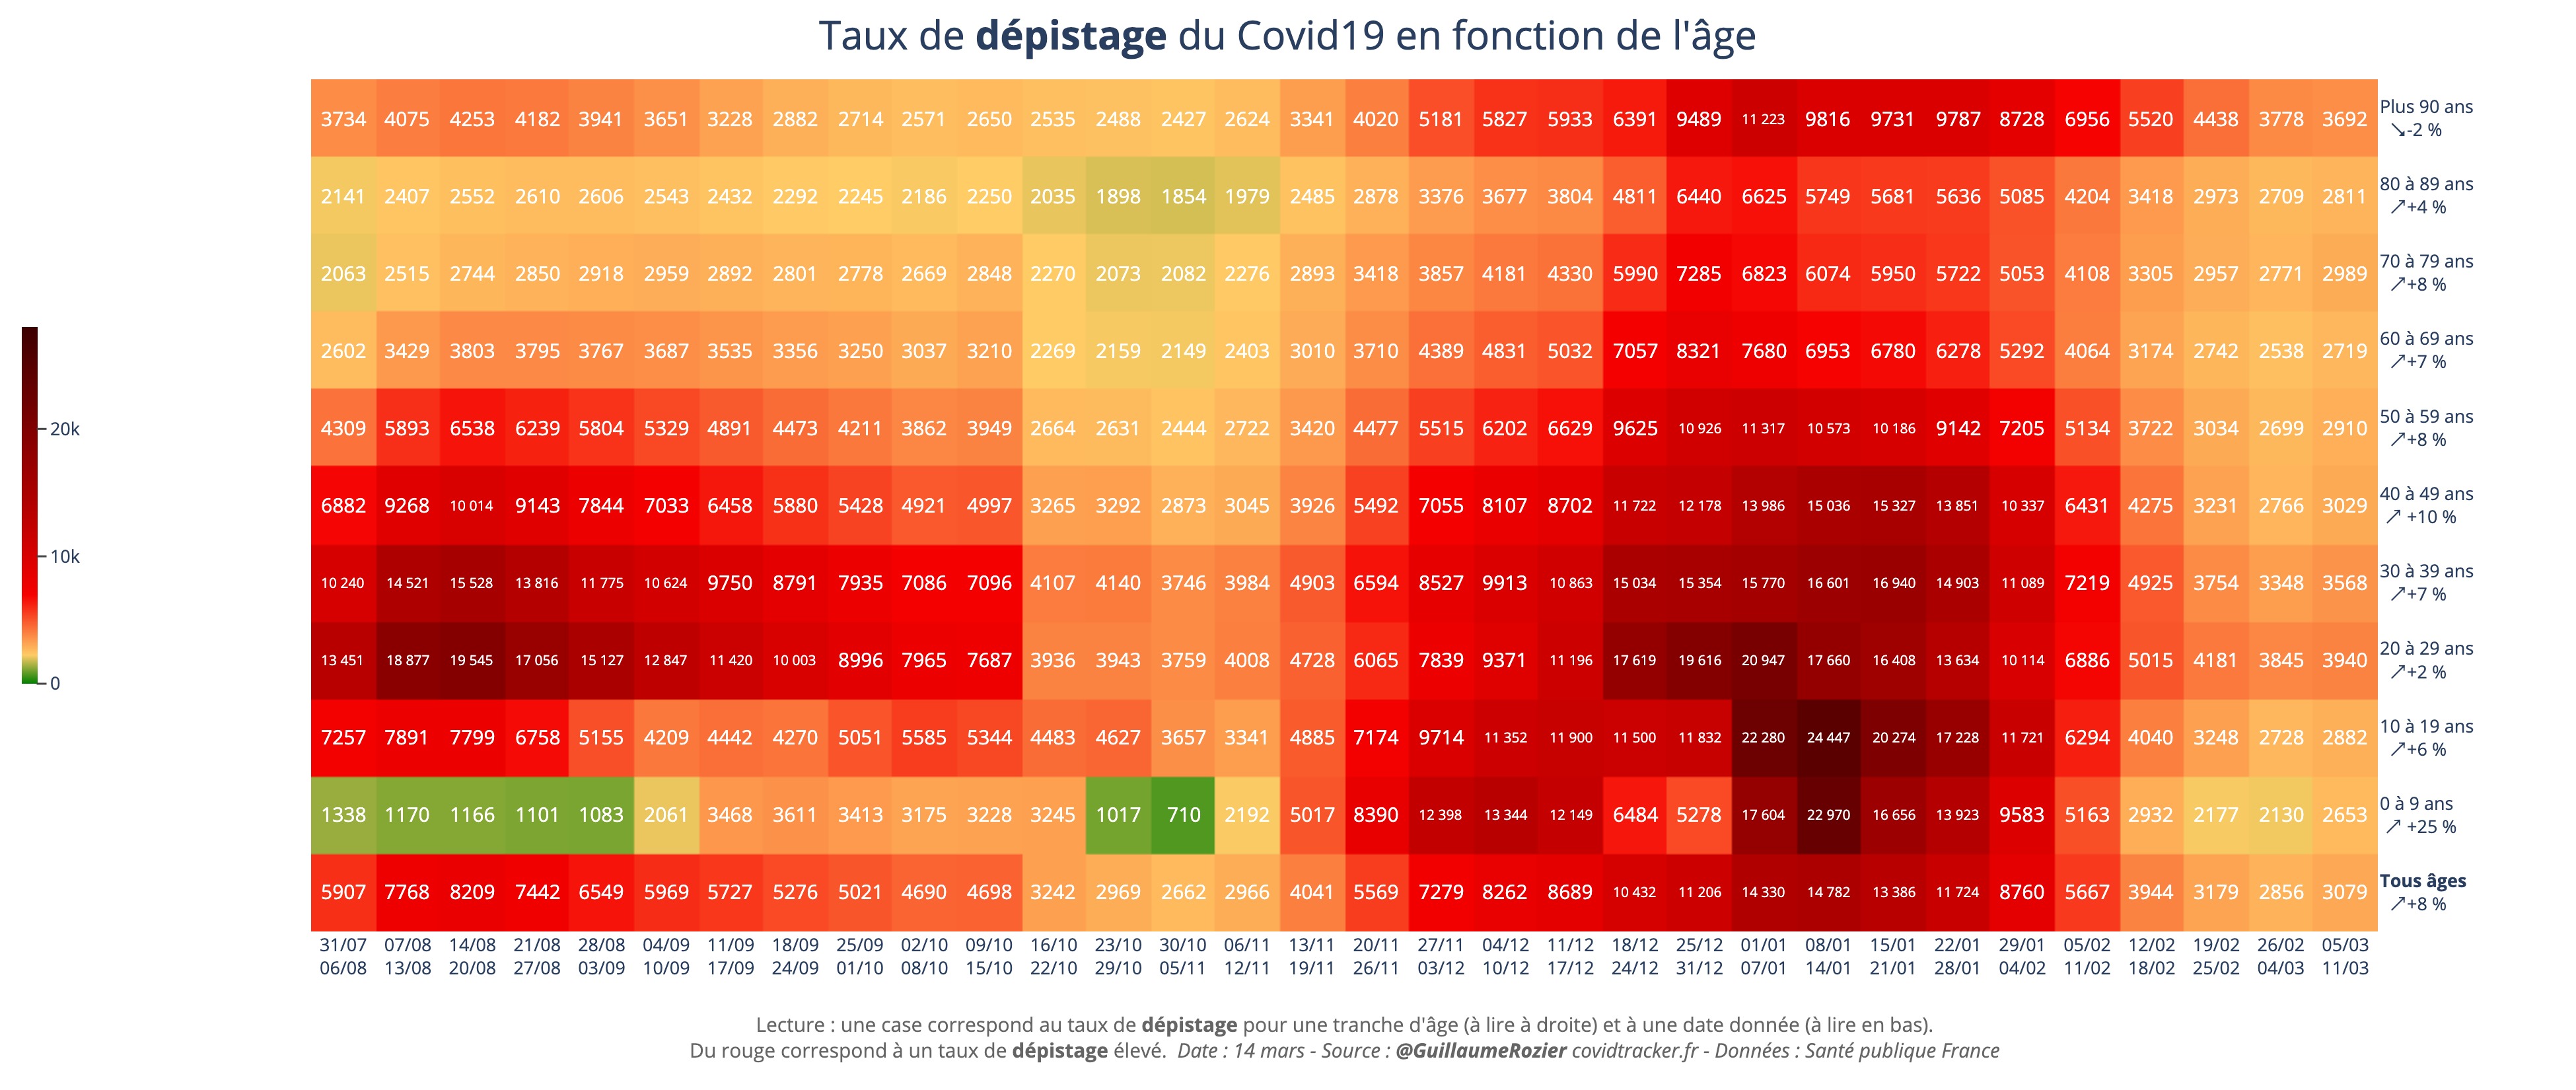 Taux de dépistage du Covid19 en fonction de l'âge
3734 4075 4253 4182 3941 3651 3228 2882 2714 2571 2650 2535 2488 2427 2624 3341 4020 5181 5827 5933 6391 9489 11 223 9816 9731 9787 8728 6956 5520 4438 3778 3692 Plus 90 ans
↘-2 %
2141 2407 2552 2610 2606 2543 2432 2292 2245 2186 2250 2035 1898 1854 1979 2485 2878 3376 3677 3804 4811 6440 6625 5749 5681 5636 5085 4204 3418 2973 2709 2811 80 à 89 ans
↗+4 %
2063 2515 2744 2850 2918 2959 2892 2801 2778 2669 2848 2270 2073 2082 2276 2893 3418 3857 4181 4330 5990 7285 6823 6074 5950 5722 5053 4108 3305 2957 2771 2989 70 à 79 ans
↗+8 %
2602 3429 3803 3795 3767 3687 3535 3356 3250 3037 3210 2269 2159 2149 2403 3010 3710 4389 4831 5032 7057 8321 7680 6953 6780 6278 5292 4064 3174 2742 2538 2719 60 à 69 ans
↗+7 %
4309 5893 6538 6239 5804 5329 4891 4473 4211 3862 3949 2664 2631 2444 2722 3420 4477 5515 6202 6629 9625 10 926 11 317 10 573 10 186 9142 7205 5134 3722 3034 2699 2910 50 à 59 ans
↗+8 %
20k
6882 9268 10 014 9143 7844 7033 6458 5880 5428 4921 4997 3265 3292 2873 3045 3926 5492 7055 8107 8702 11 722 12 178 13 986 15 036 15 327 13 851 10 337 6431 4275 3231 2766 3029 40 à 49 ans
↗ +10 %
10k
10 240 14 521 15 528 13 816 11 775 10 624 9750 8791 7935 7086 7096 4107 4140 3746 3984 4903 6594 8527 9913 10 863 15 034 15 354 15 770 16 601 16 940 14 903 11 089 7219 4925 3754 3348 3568 30 à 39 ans
↗+7 %
13 451 18 877 19 545 17 056 15 127 12 847 11 420 10 003 8996 7965 7687 3936 3943 3759 4008 4728 6065 7839 9371 11 196 17 619 19 616 20 947 17 660 16 408 13 634 10 114 6886 5015 4181 3845 3940 20 à 29 ans
↗+2 %
0
7257 7891 7799 6758 5155 4209 4442 4270 5051 5585 5344 4483 4627 3657 3341 4885 7174 9714 11 352 11 900 11 500 11 832 22 280 24 447 20 274 17 228 11 721 6294 4040 3248 2728 2882 10 à 19 ans
↗+6 %
1338 1170 1166 1101 1083 2061 3468 3611 3413 3175 3228 3245 1017 710 2192 5017 8390 12 398 13 344 12 149 6484 5278 17 604 22 970 16 656 13 923 9583 5163 2932 2177 2130 2653 0 à 9 ans
↗ +25 %
5907 7768 8209 7442 6549 5969 5727 5276 5021 4690 4698 3242 2969 2662 2966 4041 5569 7279 8262 8689 10 432 11 206 14 330 14 782 13 386 11 724 8760 5667 3944 3179 2856 3079 Tous âges
↗+8 %
31/07 07/08 14/08 21/08 28/08 04/09 11/09 18/09 25/09 02/10 09/10 16/10 23/10 30/10 06/11 13/11 20/11 27/11 04/12 11/12 18/12 25/12 01/01 08/01 15/01 22/01 29/01 05/02 12/02 19/02 26/02 05/03
06/08 13/08 20/08 27/08 03/09 10/09 17/09 24/09 01/10 08/10 15/10 22/10 29/10 05/11 12/11 19/11 26/11 03/12 10/12 17/12 24/12 31/12 07/01 14/01 21/01 28/01 04/02 11/02 18/02 25/02 04/03 11/03
Lecture : une case correspond au taux de dépistage pour une tranche d'âge (à lire à droite) et à une date donnée (à lire en bas).
Du rouge correspond à un taux de dépistage élevé. Date : 14 mars - Source : @GuillaumeRozier covidtracker.fr - Données : Santé publique France